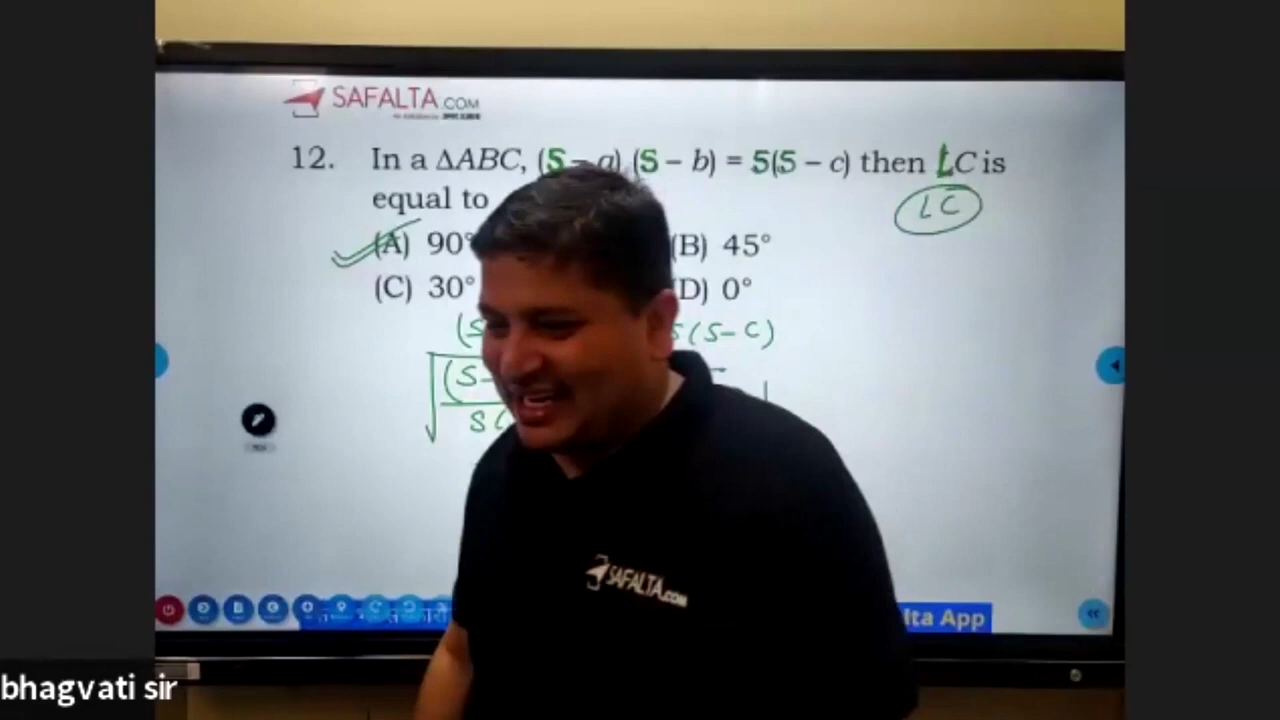 SAFALTA.COM
12. In a ΔABC, (S – a) (S – b) = S(S – c) then ∠C is
∠C
equal to
(A) 90° (B) 45°
(C) 30° (D) 0°
(S S(S-C)
(S-
S(
SAFALTA.COM
lta App
bhagvati sir